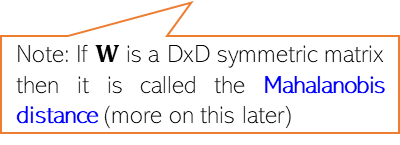 Note: If W is a DxD symmetric matrix
then it is called the Mahalanobis
distance (more on this later)